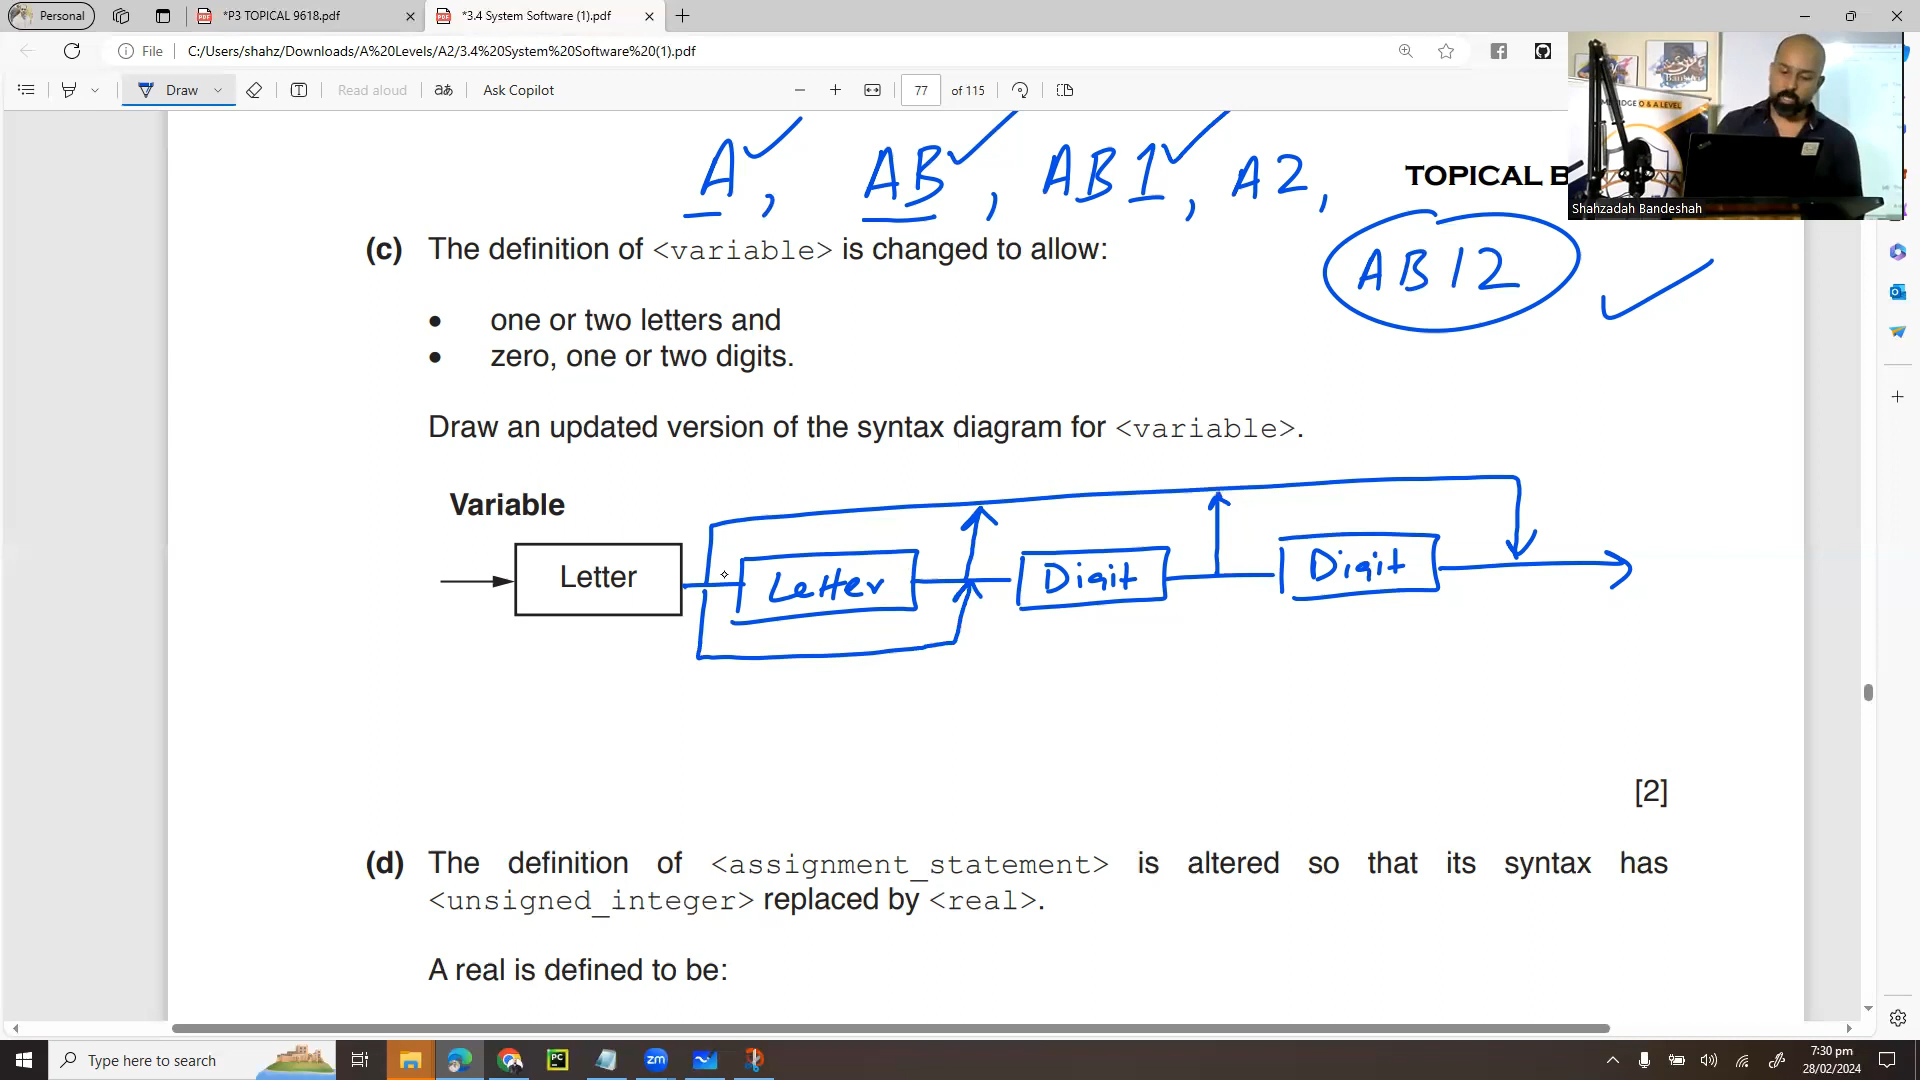 Personal
*P3 TOPICAL 9618.pdf
*3.4 System Software (1).pdf
File
C:/Users/shahz/Downloads/A%20Levels/A2/3.4%20System%20Software%20(1).pdf
Draw
Read aloud
aあ
Ask Copilot
77
of 115
A, AB, AB1, A2,
TOPICAL B
Shahzadah Bandeshah
(c) The definition of <variable> is changed to allow:
AB12
• one or two letters and
• zero, one or two digits.
Draw an updated version of the syntax diagram for <variable>.
Variable
Letter
Letter
Digit
Digit
[2]
(d) The definition of <assignment_statement> is altered so that its syntax has
<unsigned_integer> replaced by <real>.
A real is defined to be:
Type here to search
PC
zm
7:30 pm
28/02/2024